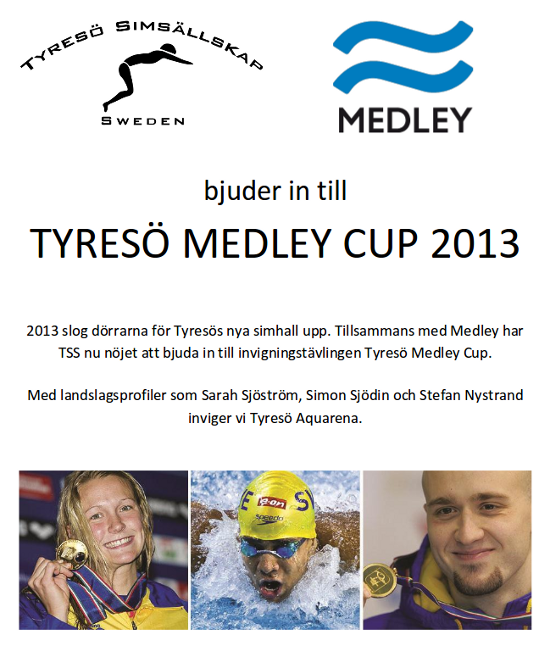 TYRESÖ SIMSÄLLSKAP
SWEDEN
MEDLEY
bjuder in till
TYRESÖ MEDLEY CUP 2013
2013 slog dörrarna för Tyresös nya simhall upp. Tillsammans med Medley har
TSS nu nöjet att bjuda in till invigningstävlingen Tyresö Medley Cup.
Med landslagsprofiler som Sarah Sjöström, Simon Sjödin och Stefan Nystrand
inviger vi Tyresö Aquarena.
e·on
speedo